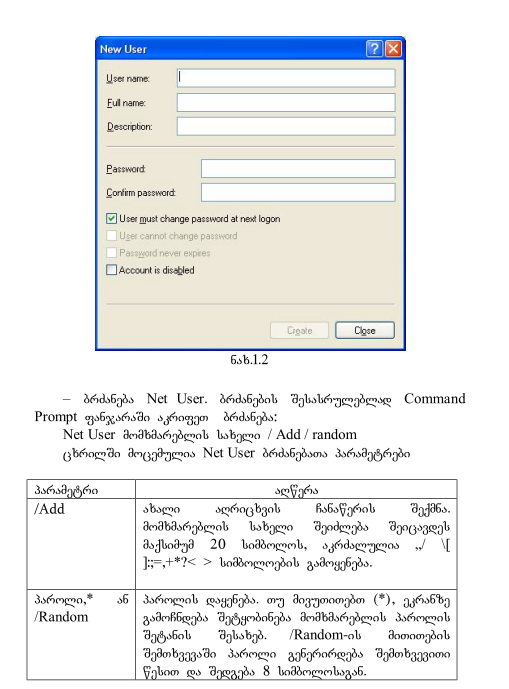 New User
User name:
Full name:
Description:
Password:
Confirm password:
User must change password at next logon
User cannot change password
Password never expires
Account is disabled
Create Close
ნახ.1.2
– ბრძანება Net User. ბრძანების შესასრულებლად Command
Prompt ფანჯარაში აკრიფეთ ბრძანება:
Net User მომხმარებლის სახელი / Add / random
ცხრილში მოცემულია Net User ბრძანებათა პარამეტრები
პარამეტრი აღწერა
/Add ახალი აღრიცხვის ჩანაწერის შექმნა.
მომხმარებლის სახელი შეიძლება შეიცავდეს
მაქსიმუმ 20 სიმბოლოს, აკრძალულია „/ \[
]:;=,+*?< > სიმბოლოების გამოყენება.
პაროლი,* ან პაროლის დაყენება. თუ მივუთითებთ (*), ეკრანზე
/Random გამოჩნდება შეტყობინება მომხმარებლის პაროლის
შეტანის შესახებ. /Random-ის მითითების
შემთხვევაში პაროლი გენერირდება შემთხვევითი
წესით და შედგება 8 სიმბოლოსაგან.